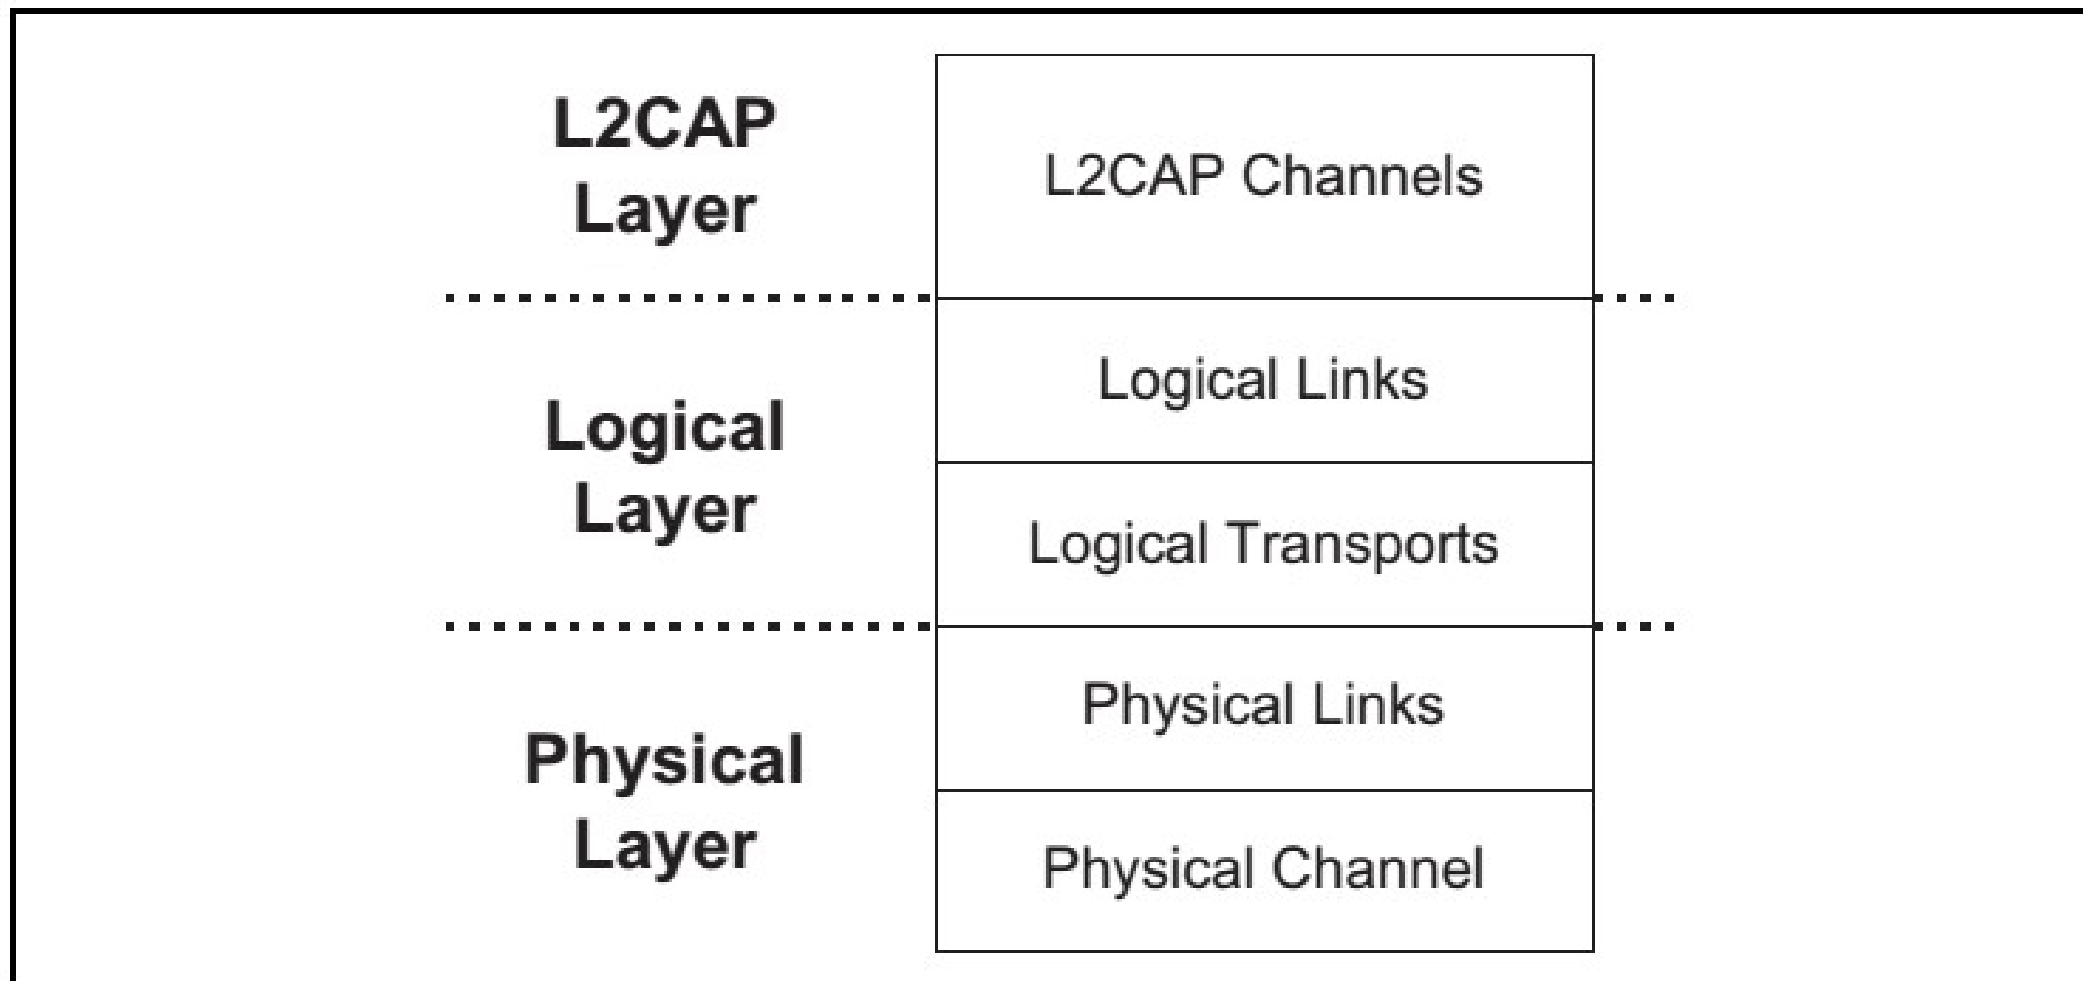 L2CAP
Layer
L2CAP Channels
Logical
Layer
Logical Links
Logical Transports
Physical
Layer
Physical Links
Physical Channel